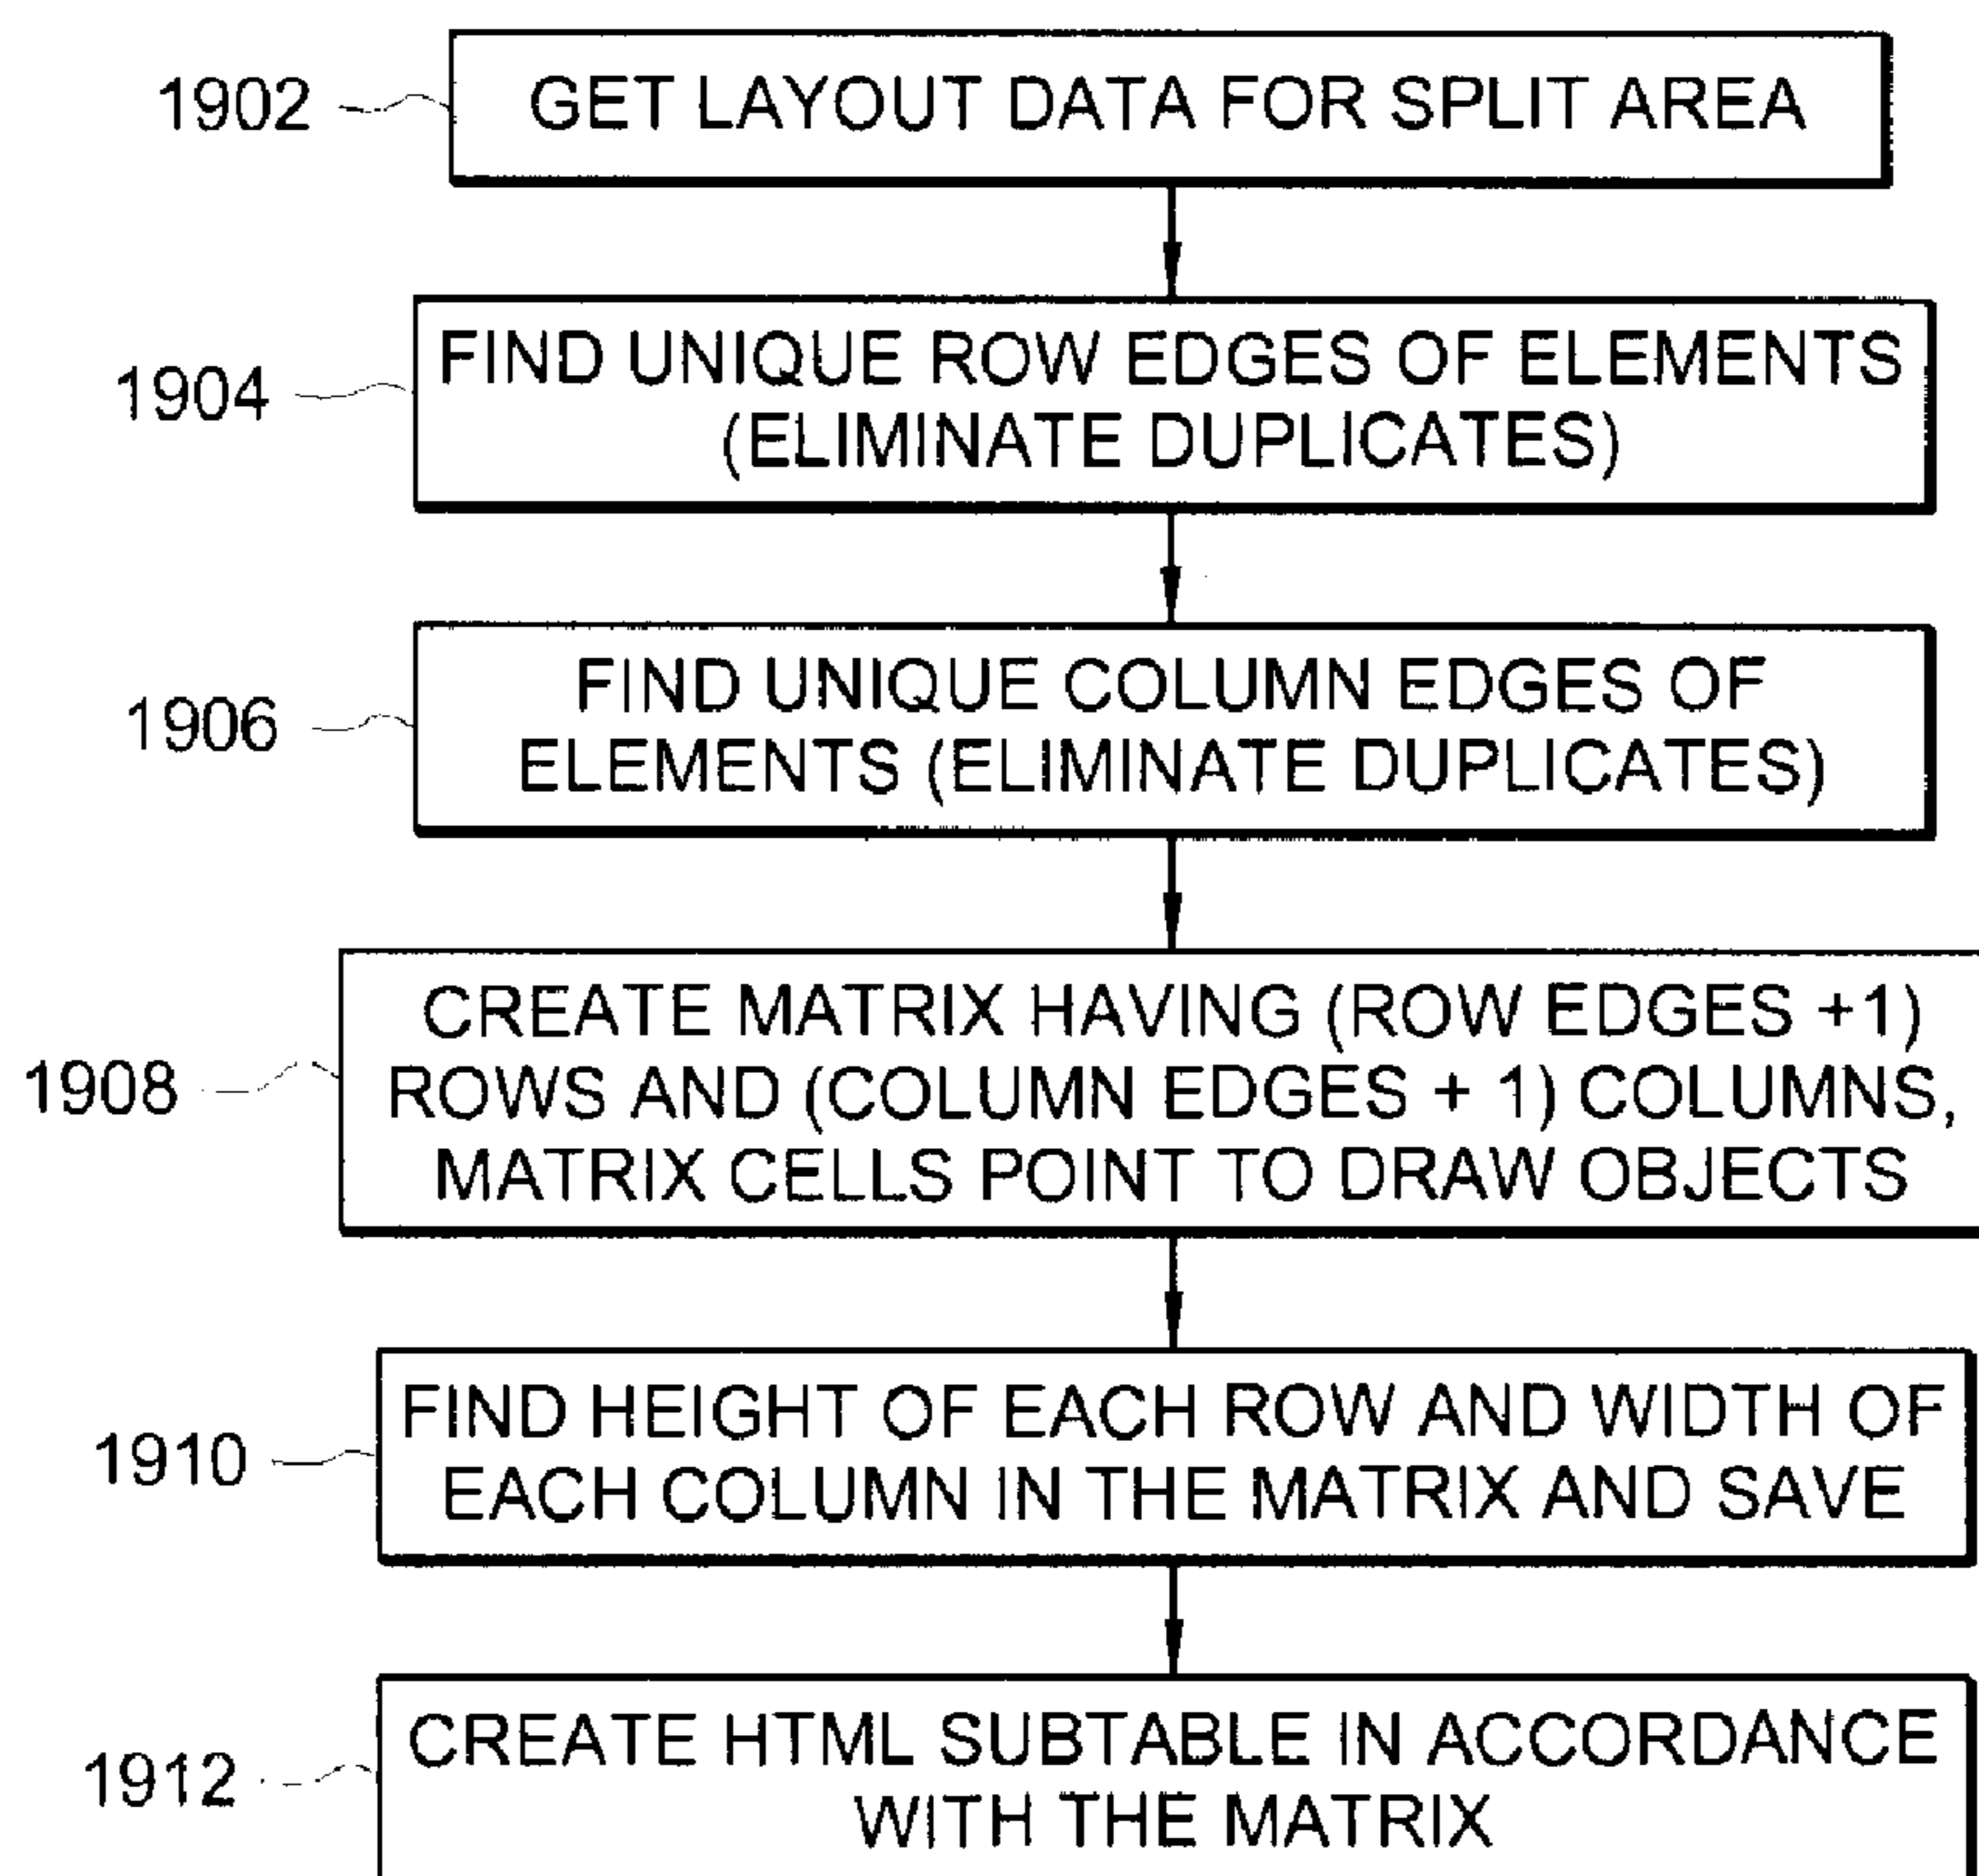 1902
GET LAYOUT DATA FOR SPLIT AREA
1904
FIND UNIQUE ROW EDGES OF ELEMENTS
(ELIMINATE DUPLICATES)
1906
FIND UNIQUE COLUMN EDGES OF
ELEMENTS (ELIMINATE DUPLICATES)
1908
CREATE MATRIX HAVING (ROW EDGES +1)
ROWS AND (COLUMN EDGES + 1) COLUMNS,
MATRIX CELLS POINT TO DRAW OBJECTS
1910
FIND HEIGHT OF EACH ROW AND WIDTH OF
EACH COLUMN IN THE MATRIX AND SAVE
1912
CREATE HTML SUBTABLE IN ACCORDANCE
WITH THE MATRIX